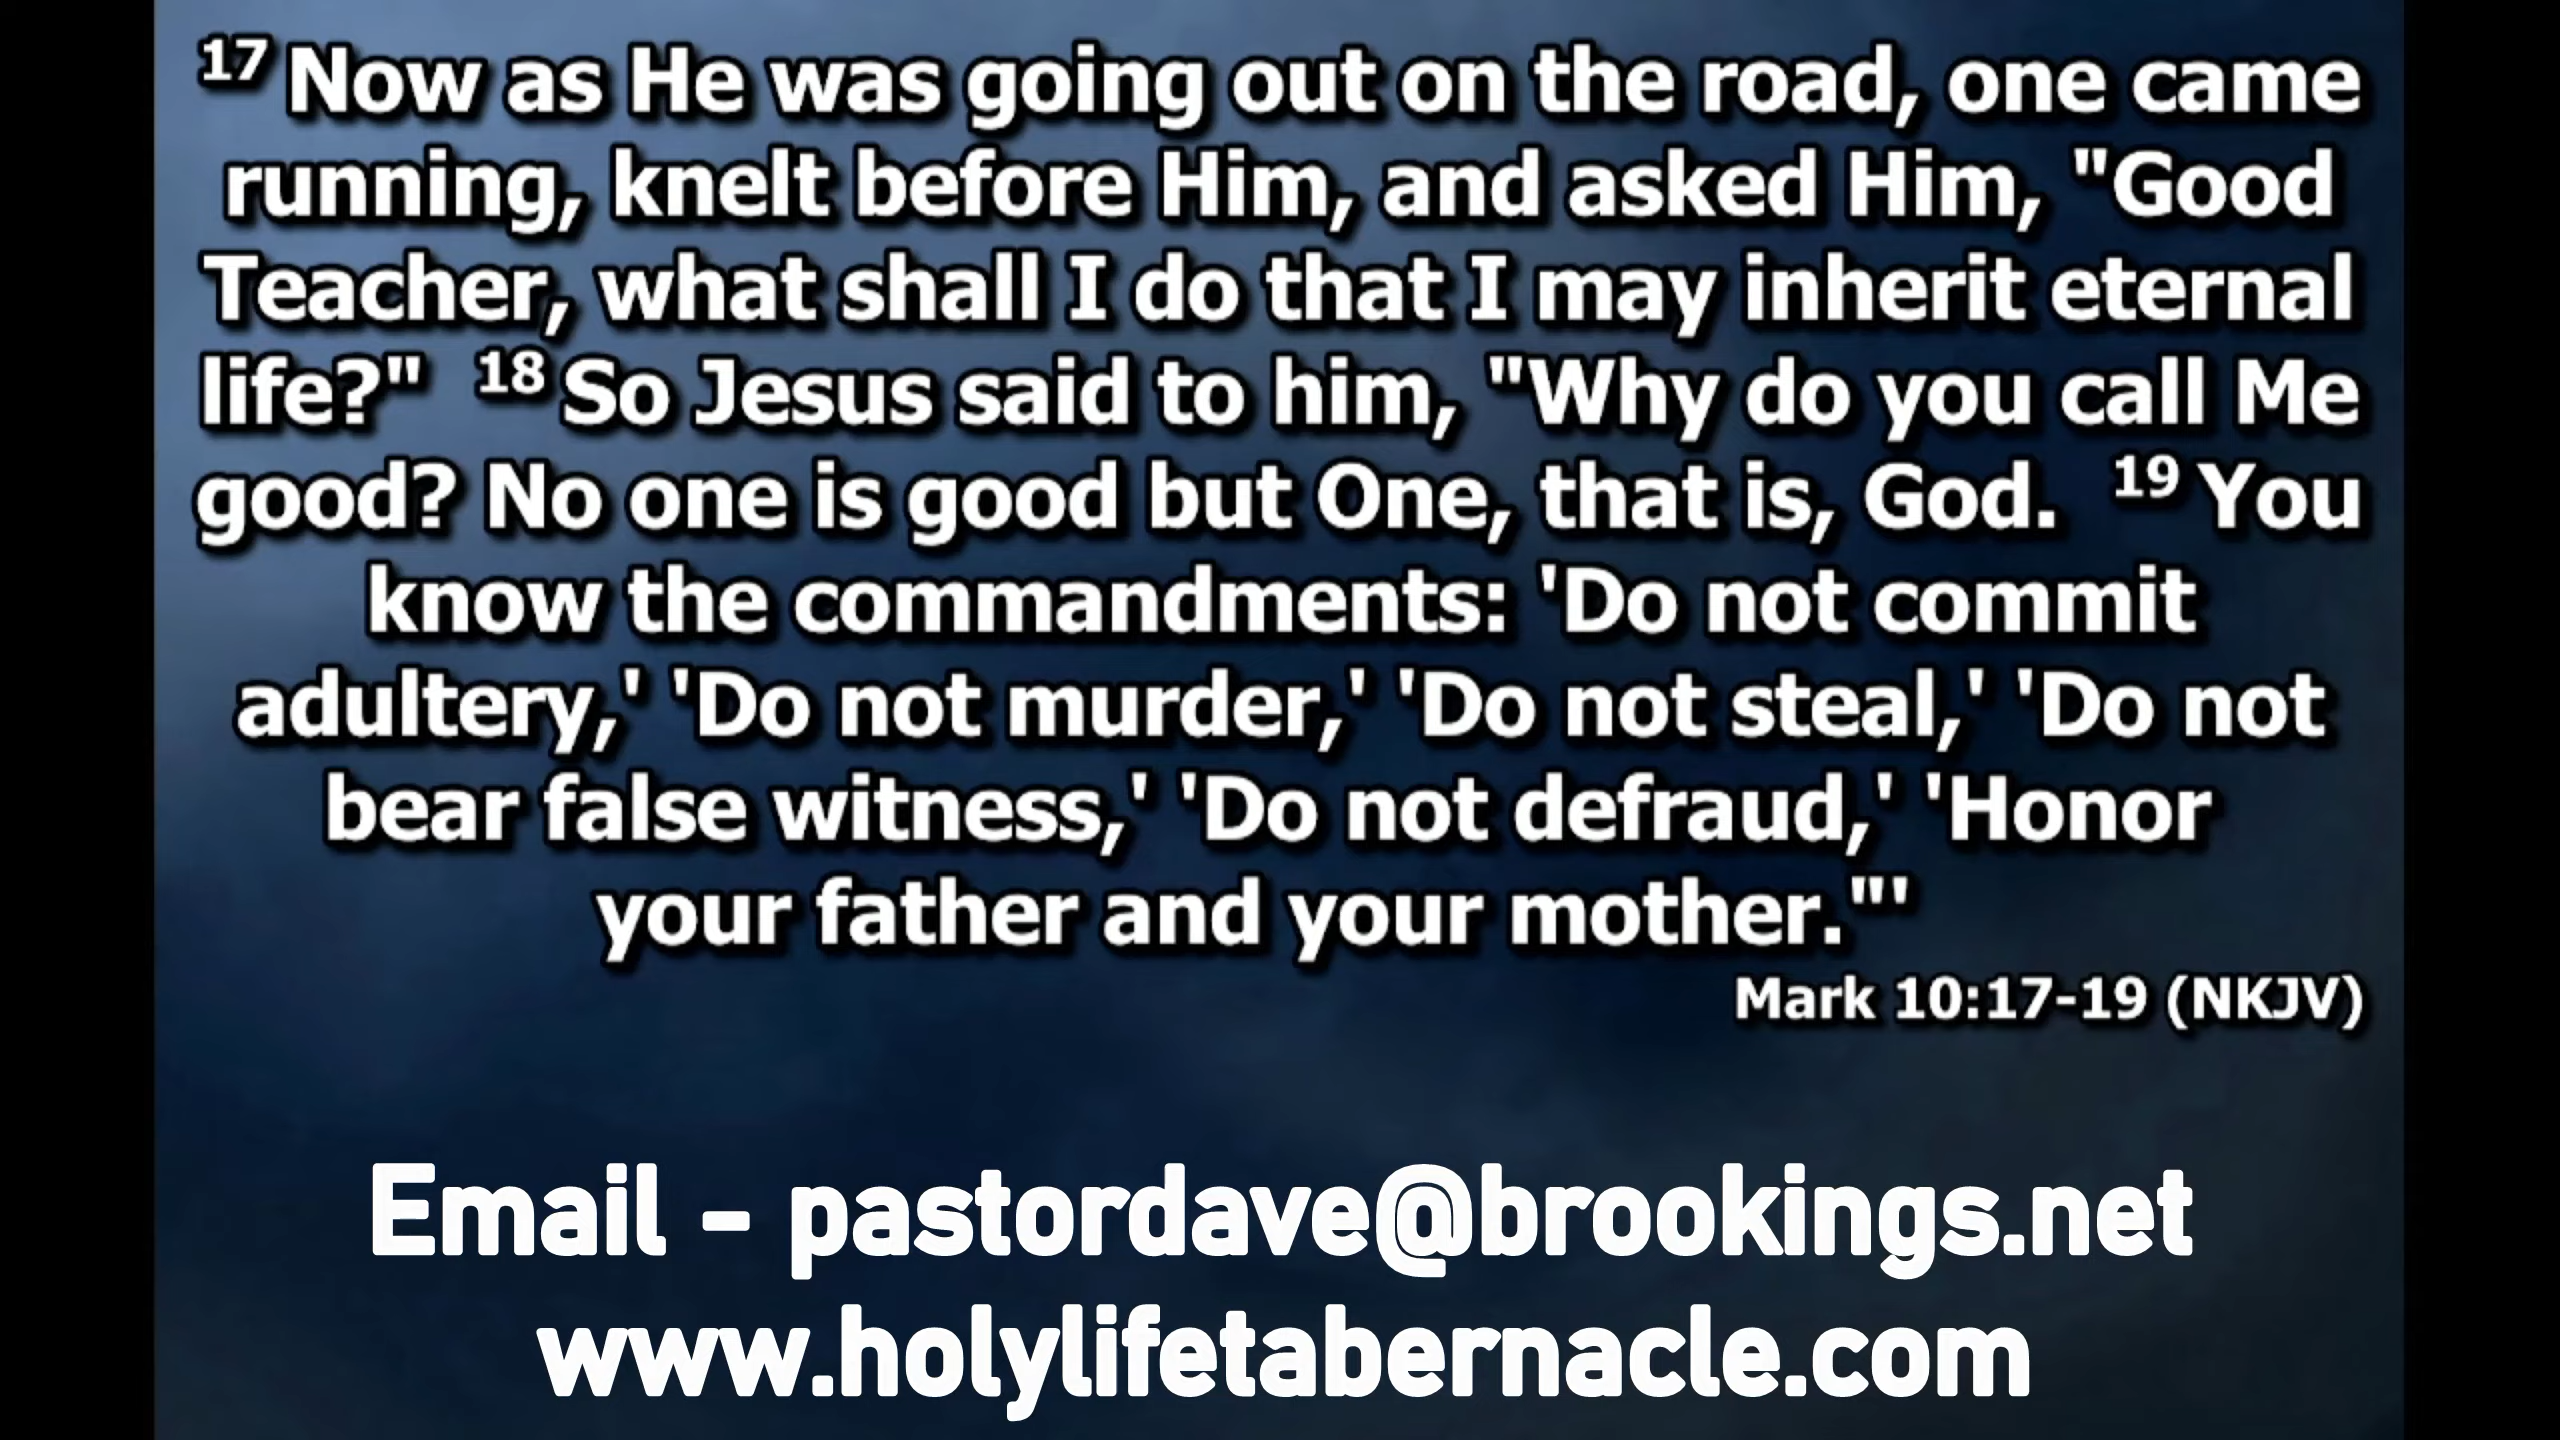 17 Now as He was going out on the road, one came
running, knelt before Him, and asked Him, "Good
Teacher, what shall I do that I may inherit eternal
life?" 18 So Jesus said to him, "Why do you call Me
good? No one is good but One, that is, God. 19 You
know the commandments: 'Do not commit
adultery,' 'Do not murder,' 'Do not steal,' 'Do not
bear false witness,' 'Do not defraud,' 'Honor
your father and your mother."'
Mark 10:17-19 (NKJV)
Email - pastordave@brookings.net
www.holylifetabernacle.com